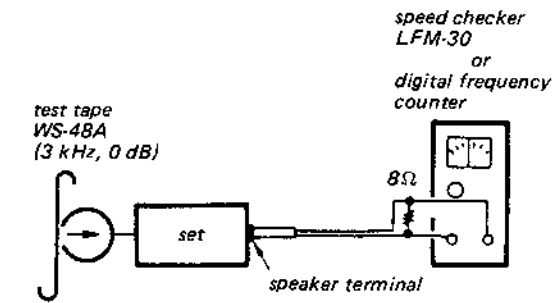 speed checker
LFM-30
or
digital frequency
counter
test tape
WS-48A
(3 kHz, 0 dB)
8Ω
set
speaker terminal